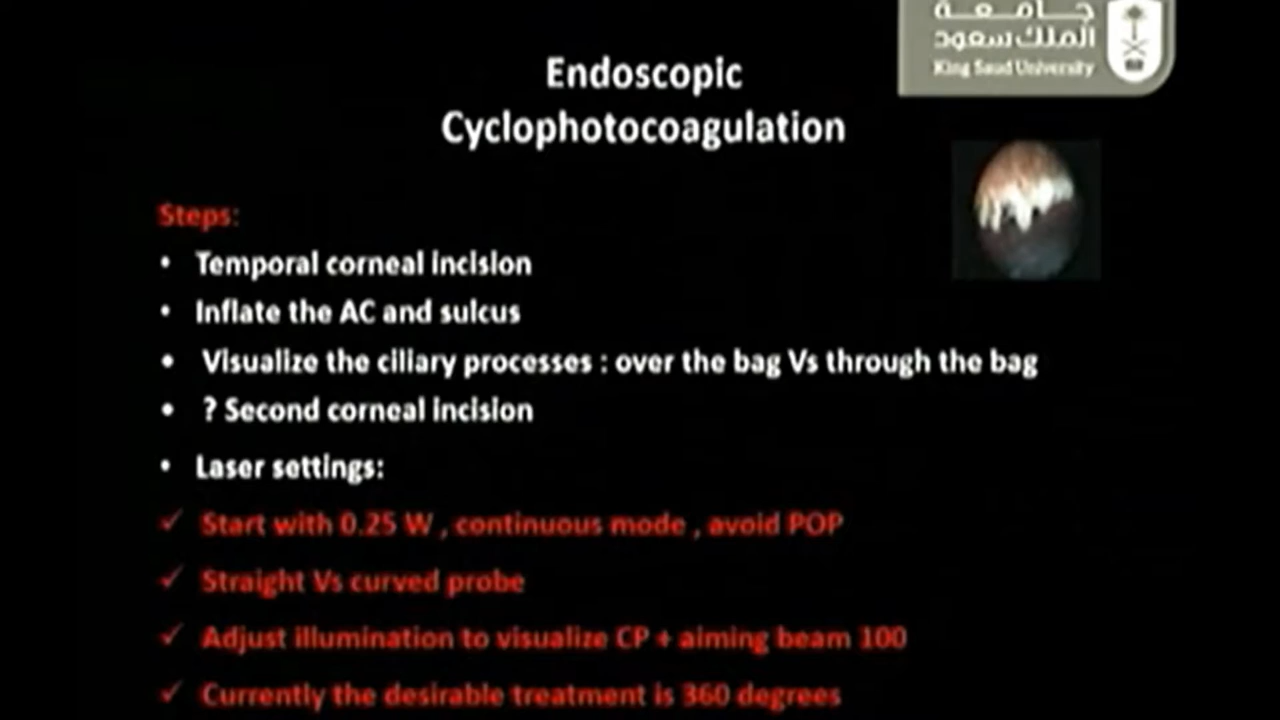 جــامـعـة
الملك سعود
King Saud University
Endoscopic
Cyclophotocoagulation
Steps:
• Temporal corneal incision
• Inflate the AC and sulcus
• Visualize the ciliary processes : over the bag Vs through the bag
• ? Second corneal incision
• Laser settings:
✓ Start with 0.25 W , continuous mode , avoid POP
✓ Straight Vs curved probe
✓ Adjust illumination to visualize CP + aiming beam 100
✓ Currently the desirable treatment is 360 degrees